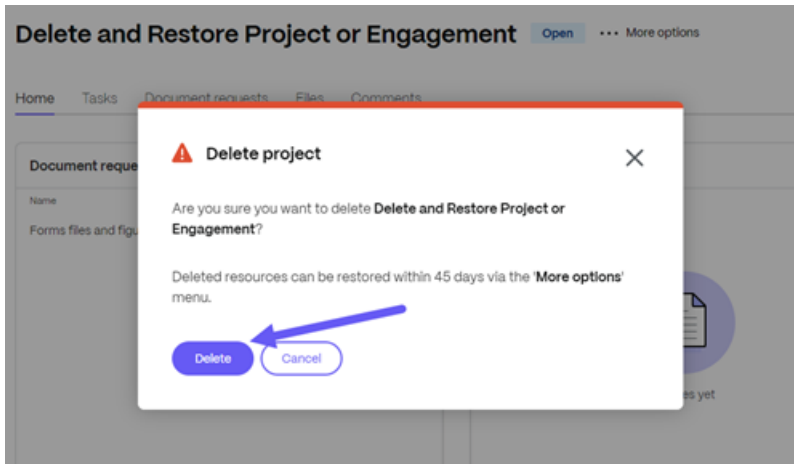 Delete and Restore Project or Engagement Open ••• More options
Home Tasks Document requests Files Comments
Delete project
Document reque
Name
Are you sure you want to delete Delete and Restore Project or
Forms files and figu
Engagement?
Deleted resources can be restored within 45 days via the 'More options'
menu.
Delete Cancel
es yet